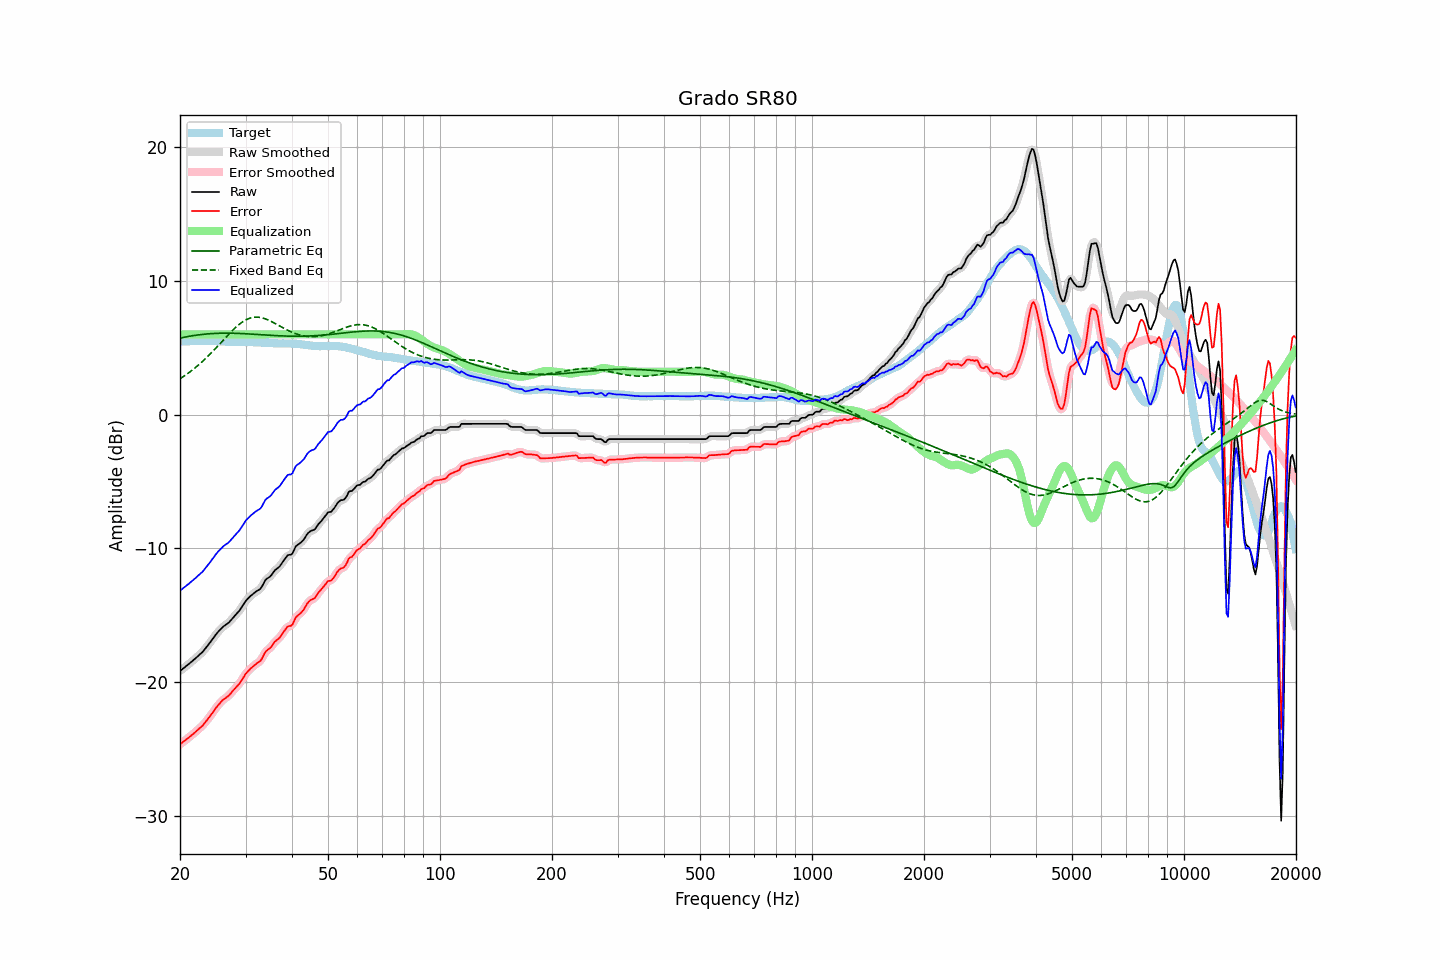 Grado SR80
Target
Raw Smoothed
Error Smoothed
Raw
Error
Equalization
Parametric Eq
Fixed Band Eq
Equalized
20
10
0
−10
−20
−30
Amplitude (dBr)
20 50 100 200 500 1000 2000 5000 10000 20000
Frequency (Hz)